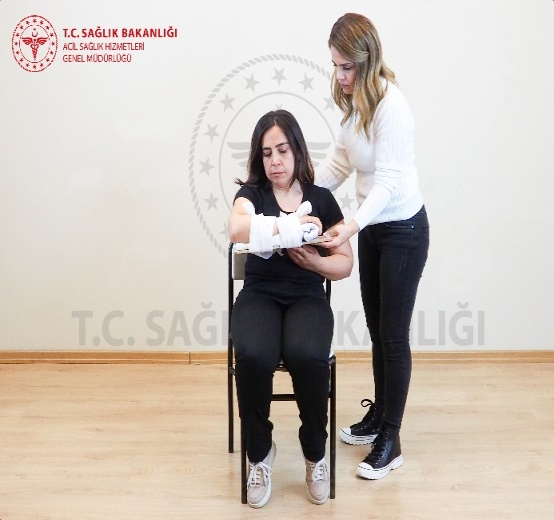 T.C. SAĞLIK BAKANLIĞI
ACİL SAĞLIK HİZMETLERİ
GENEL MÜDÜRLÜĞÜ
T.C. SAĞLIK BAKANLIĞI